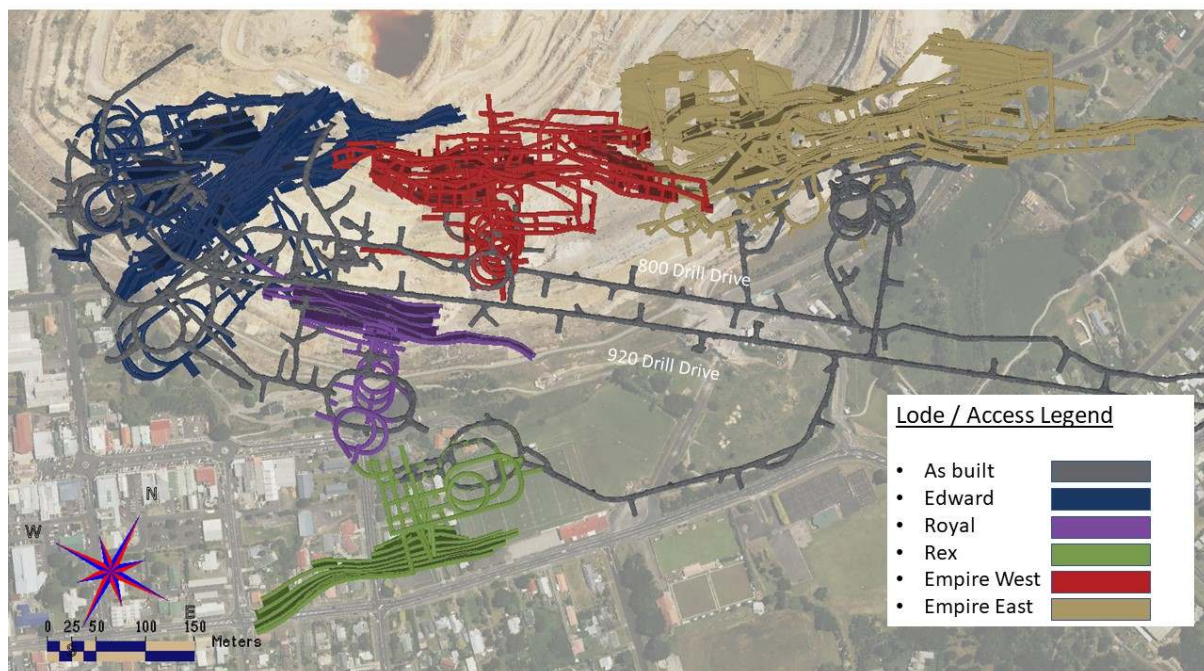 800 Drill Drive
920 Drill Drive
Lode / Access Legend
• As built
• Edward
• Royal
• Rex
• Empire West
• Empire East
N
W
E
S
0 25 50 100 150
Meters